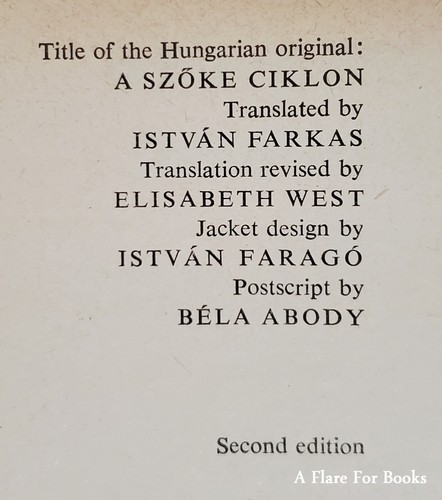 Title of the Hungarian original:
A SZŐKE CIKLON
Translated by
ISTVÁN FARKAS
Translation revised by
ELISABETH WEST
Jacket design by
ISTVÁN FARAGÓ
Postscript by
BÉLA ABODY
Second edition
A Flare For Books